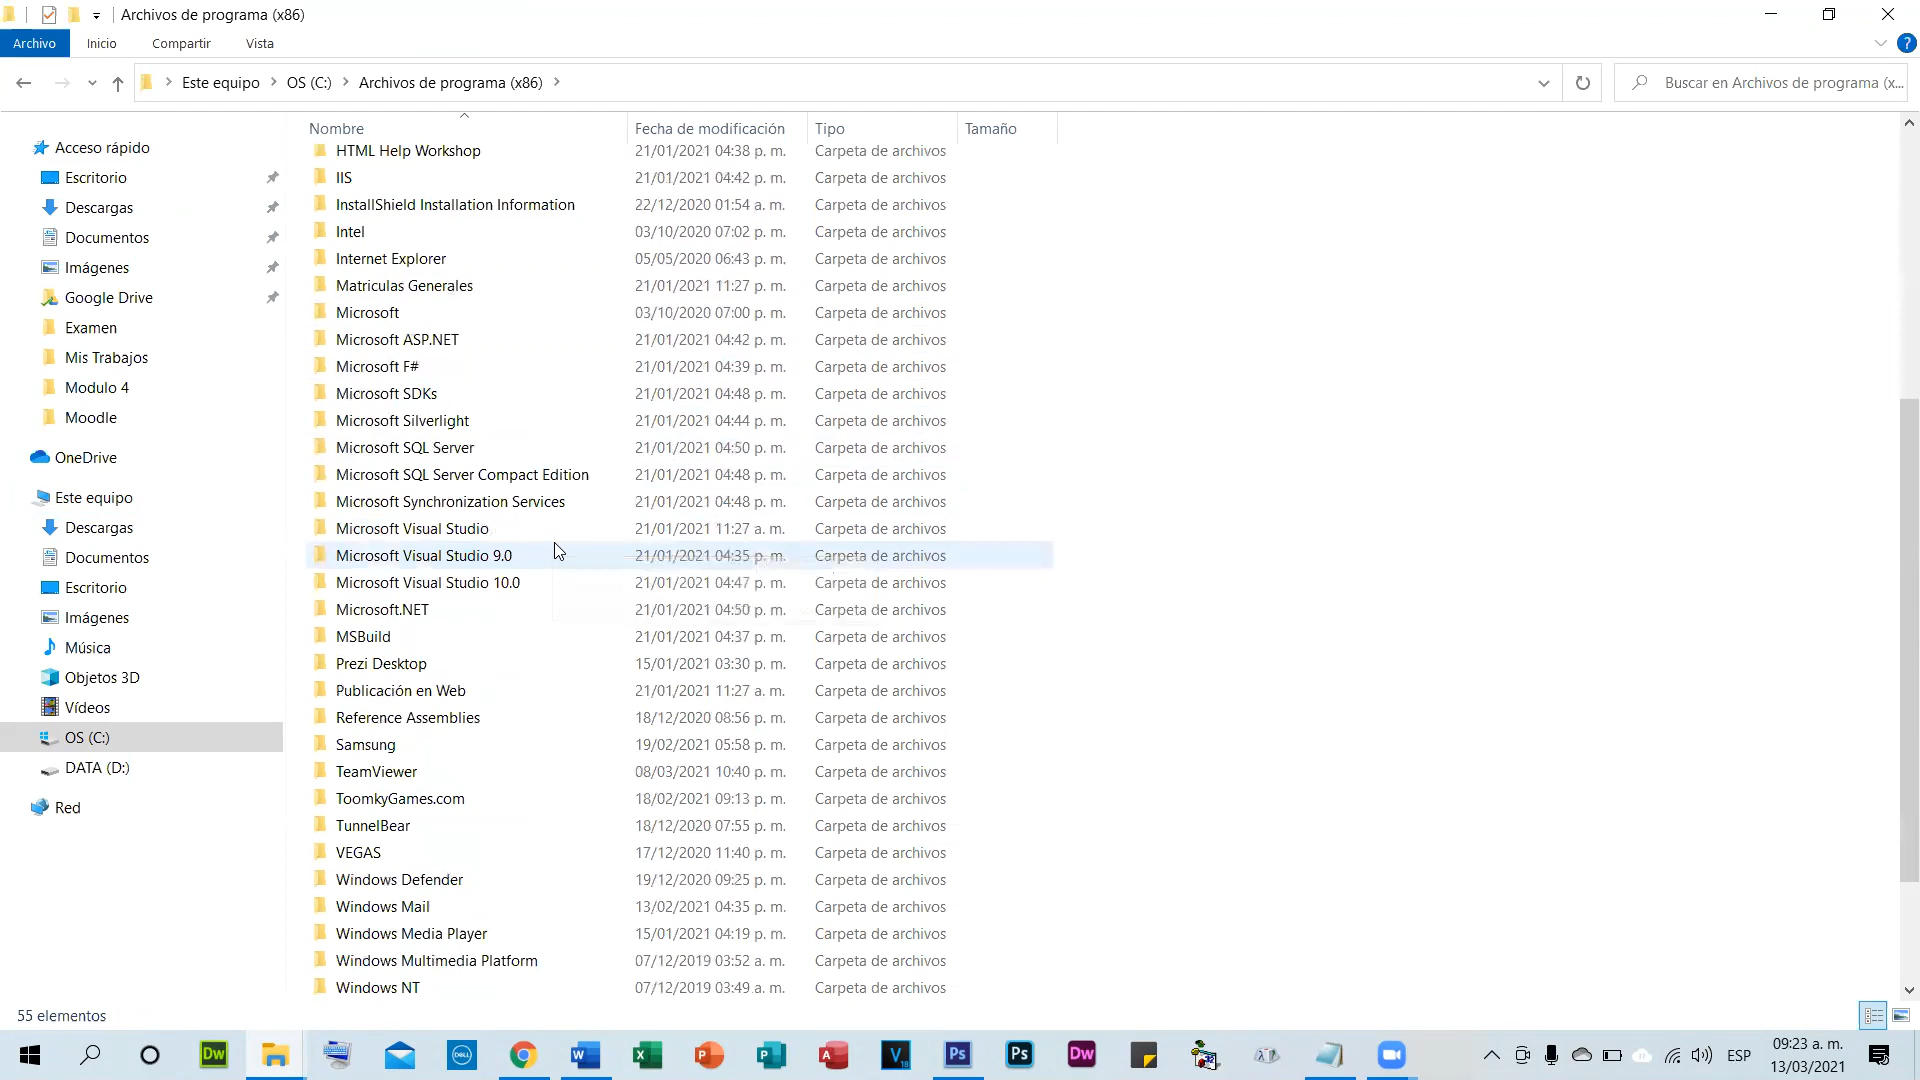 Archivos de programa (x86)
Archivo Inicio Compartir Vista
Este equipo OS (C:) Archivos de programa (x86) Buscar en Archivos de programa (x...
Nombre Fecha de modificación Tipo Tamaño
Acceso rápido
Escritorio
Descargas
Documentos
Imágenes
Google Drive
Examen
Mis Trabajos
Modulo 4
Moodle
OneDrive
Este equipo
Descargas
Documentos
Escritorio
Imágenes
Música
Objetos 3D
Vídeos
OS (C:)
DATA (D:)
Red
HTML Help Workshop 21/01/2021 04:38 p. m. Carpeta de archivos
IIS 21/01/2021 04:42 p. m. Carpeta de archivos
InstallShield Installation Information 22/12/2020 01:54 a. m. Carpeta de archivos
Intel 03/10/2020 07:02 p. m. Carpeta de archivos
Internet Explorer 05/05/2020 06:43 p. m. Carpeta de archivos
Matriculas Generales 21/01/2021 11:27 p. m. Carpeta de archivos
Microsoft 03/10/2020 07:00 p. m. Carpeta de archivos
Microsoft ASP.NET 21/01/2021 04:42 p. m. Carpeta de archivos
Microsoft F# 21/01/2021 04:39 p. m. Carpeta de archivos
Microsoft SDKs 21/01/2021 04:48 p. m. Carpeta de archivos
Microsoft Silverlight 21/01/2021 04:44 p. m. Carpeta de archivos
Microsoft SQL Server 21/01/2021 04:50 p. m. Carpeta de archivos
Microsoft SQL Server Compact Edition 21/01/2021 04:48 p. m. Carpeta de archivos
Microsoft Synchronization Services 21/01/2021 04:48 p. m. Carpeta de archivos
Microsoft Visual Studio 21/01/2021 11:27 a. m. Carpeta de archivos
Microsoft Visual Studio 9.0 21/01/2021 04:35 p. m. Carpeta de archivos
Microsoft Visual Studio 10.0 21/01/2021 04:47 p. m. Carpeta de archivos
Microsoft.NET 21/01/2021 04:50 p. m. Carpeta de archivos
MSBuild 21/01/2021 04:37 p. m. Carpeta de archivos
Prezi Desktop 15/01/2021 03:30 p. m. Carpeta de archivos
Publicación en Web 21/01/2021 11:27 a. m. Carpeta de archivos
Reference Assemblies 18/12/2020 08:56 p. m. Carpeta de archivos
Samsung 19/02/2021 05:58 p. m. Carpeta de archivos
TeamViewer 08/03/2021 10:40 p. m. Carpeta de archivos
ToomkyGames.com 18/02/2021 09:13 p. m. Carpeta de archivos
TunnelBear 18/12/2020 07:55 p. m. Carpeta de archivos
VEGAS 17/12/2020 11:40 p. m. Carpeta de archivos
Windows Defender 19/12/2020 09:25 p. m. Carpeta de archivos
Windows Mail 13/02/2021 04:35 p. m. Carpeta de archivos
Windows Media Player 15/01/2021 04:19 p. m. Carpeta de archivos
Windows Multimedia Platform 07/12/2019 03:52 a. m. Carpeta de archivos
Windows NT 07/12/2019 03:49 a. m. Carpeta de archivos
55 elementos
Dw DELL W X P P A V Ps Ps Dw ESP 09:23 a. m.
13/03/2021